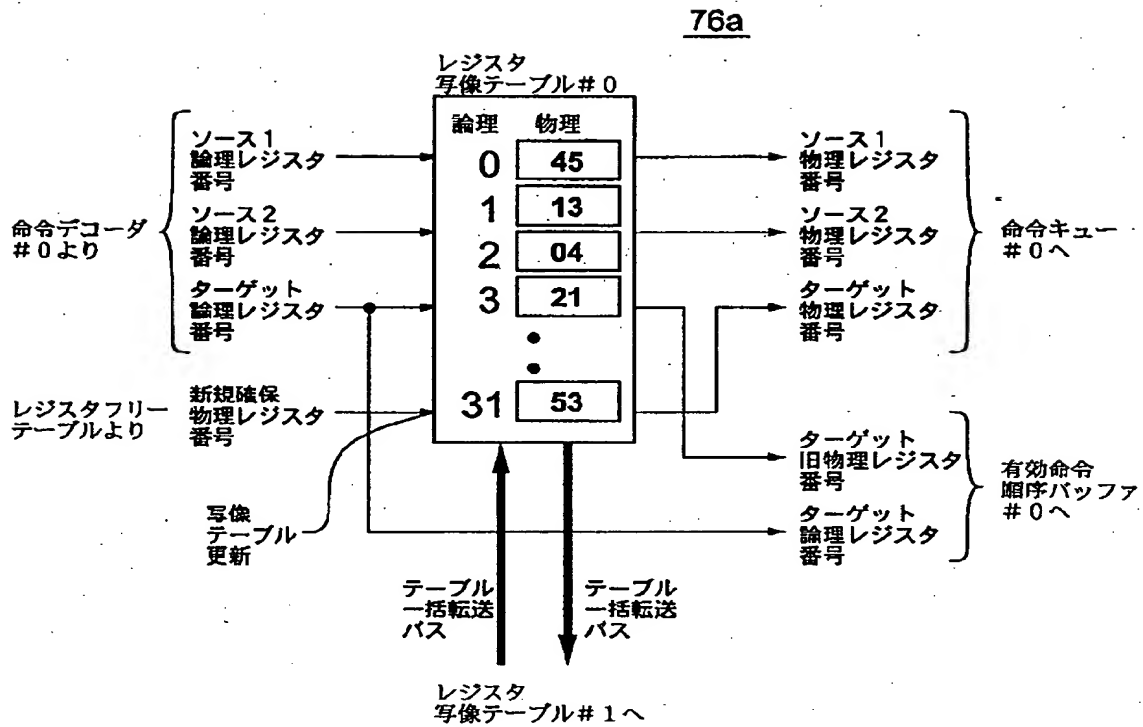 76a
レジスタ
写像テーブル#0
論理 物理
0 45
1 13
2 04
3 21
31 53
命令デコーダ
#0より
ソース1
論理レジスタ
番号
ソース2
論理レジスタ
番号
ターゲット
論理レジスタ
番号
レジスタフリー
テーブルより
新規確保
物理レジスタ
番号
写像
テーブル
更新
ソース1
物理レジスタ
番号
ソース2
物理レジスタ
番号
ターゲット
物理レジスタ
番号
命令キュー
#0へ
ターゲット
旧物理レジスタ
番号
ターゲット
論理レジスタ
番号
有効命令
順序バッファ
#0へ
テーブル
一括転送
バス
テーブル
一括転送
バス
レジスタ
写像テーブル#1へ